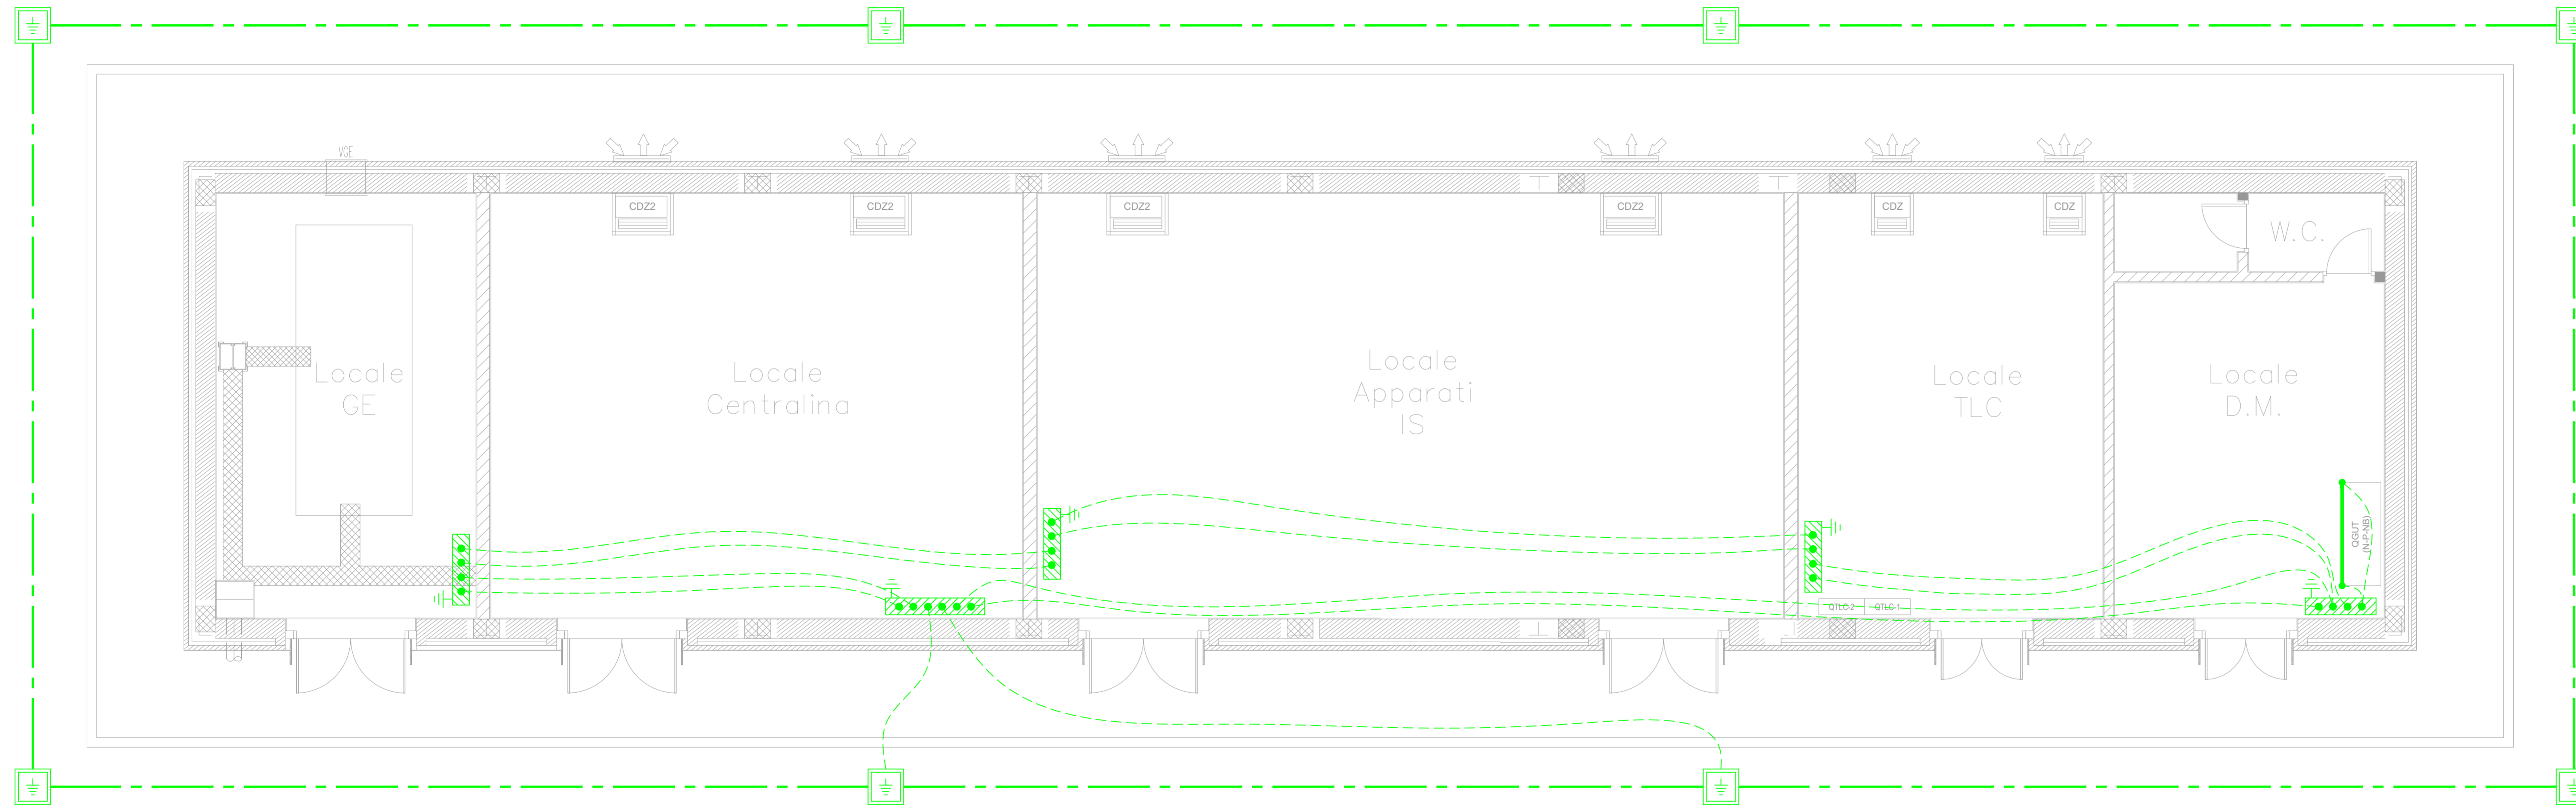 VGE
CDZ2
CDZ2
CDZ2
CDZ2
CDZ
CDZ
W.C.
Locale
GE
Locale
Centralina
Locale
Apparati
IS
Locale
TLC
Locale
D.M.
QGUT
(N-P-NB)
QTLC-2
QTLC-1